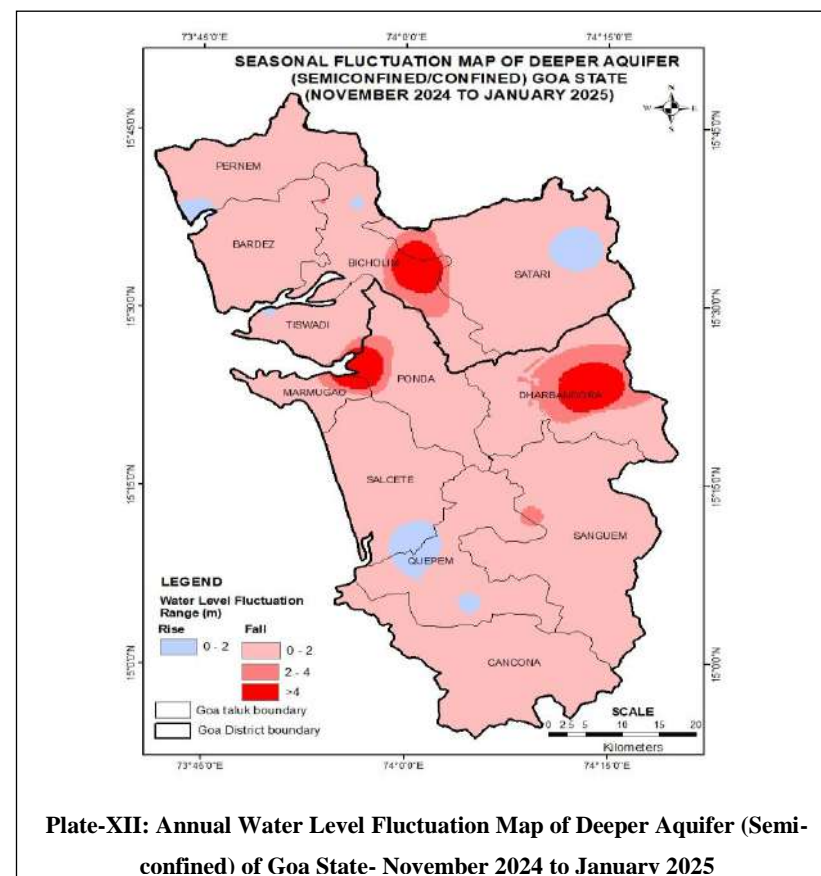 73°45'0"E 74°0'0"E 74°15'0"E
SEASONAL FLUCTUATION MAP OF DEEPER AQUIFER
(SEMICONFINED/CONFINED) GOA STATE
(NOVEMBER 2024 TO JANUARY 2025)
N
W E
S
15°45'0"N 15°45'0"N
PERNEM
BARDEZ
BICHOLIM
SATARI
15°30'0"N 15°30'0"N
TISWADI
PONDA
MARMUGAO
DHARBANDORA
15°15'0"N 15°15'0"N
SALCETE
SANGUEM
QUEPEM
LEGEND
Water Level Fluctuation
Range (m)
Rise Fall
0 - 2 0 - 2
2 - 4
>4
Goa taluk boundary
Goa District boundary
15°0'0"N 15°0'0"N
CANCONA
SCALE
0 2.5 5 10 15 20
Kilometers
73°45'0"E 74°0'0"E 74°15'0"E
Plate-XII: Annual Water Level Fluctuation Map of Deeper Aquifer (Semi-
confined) of Goa State- November 2024 to January 2025